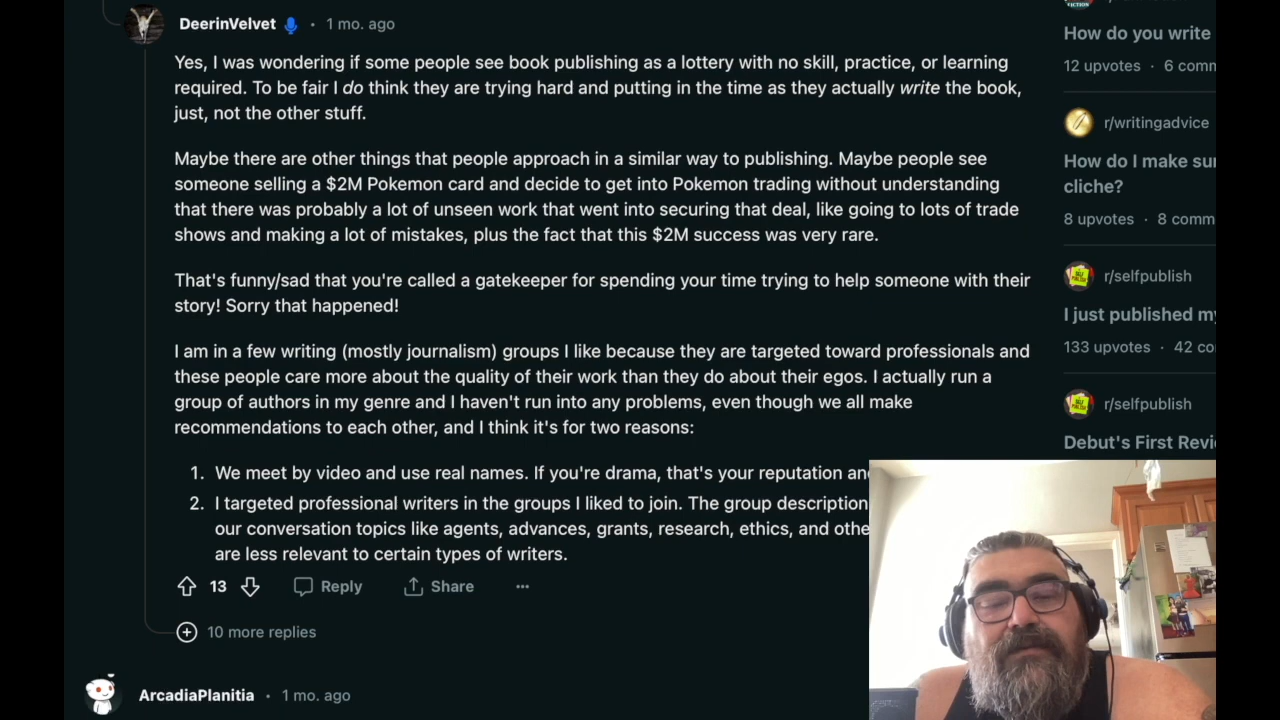 DeerinVelvet • 1 mo. ago
Yes, I was wondering if some people see book publishing as a lottery with no skill, practice, or learning
required. To be fair I do think they are trying hard and putting in the time as they actually write the book,
just, not the other stuff.
Maybe there are other things that people approach in a similar way to publishing. Maybe people see
someone selling a $2M Pokemon card and decide to get into Pokemon trading without understanding
that there was probably a lot of unseen work that went into securing that deal, like going to lots of trade
shows and making a lot of mistakes, plus the fact that this $2M success was very rare.
That's funny/sad that you're called a gatekeeper for spending your time trying to help someone with their
story! Sorry that happened!
I am in a few writing (mostly journalism) groups I like because they are targeted toward professionals and
these people care more about the quality of their work than they do about their egos. I actually run a
group of authors in my genre and I haven't run into any problems, even though we all make
recommendations to each other, and I think it's for two reasons:
1. We meet by video and use real names. If you're drama, that's your reputation
2. I targeted professional writers in the groups I liked to join. The group description
our conversation topics like agents, advances, grants, research, ethics, and
are less relevant to certain types of writers.
13 Reply Share ...
10 more replies
ArcadiaPlanitia • 1 mo. ago
How do you write
12 upvotes · 6
r/writingadvice
How do I make
cliche?
8 upvotes · 8
r/selfpublish
I just published
133 upvotes · 42
r/selfpublish
Debut's First